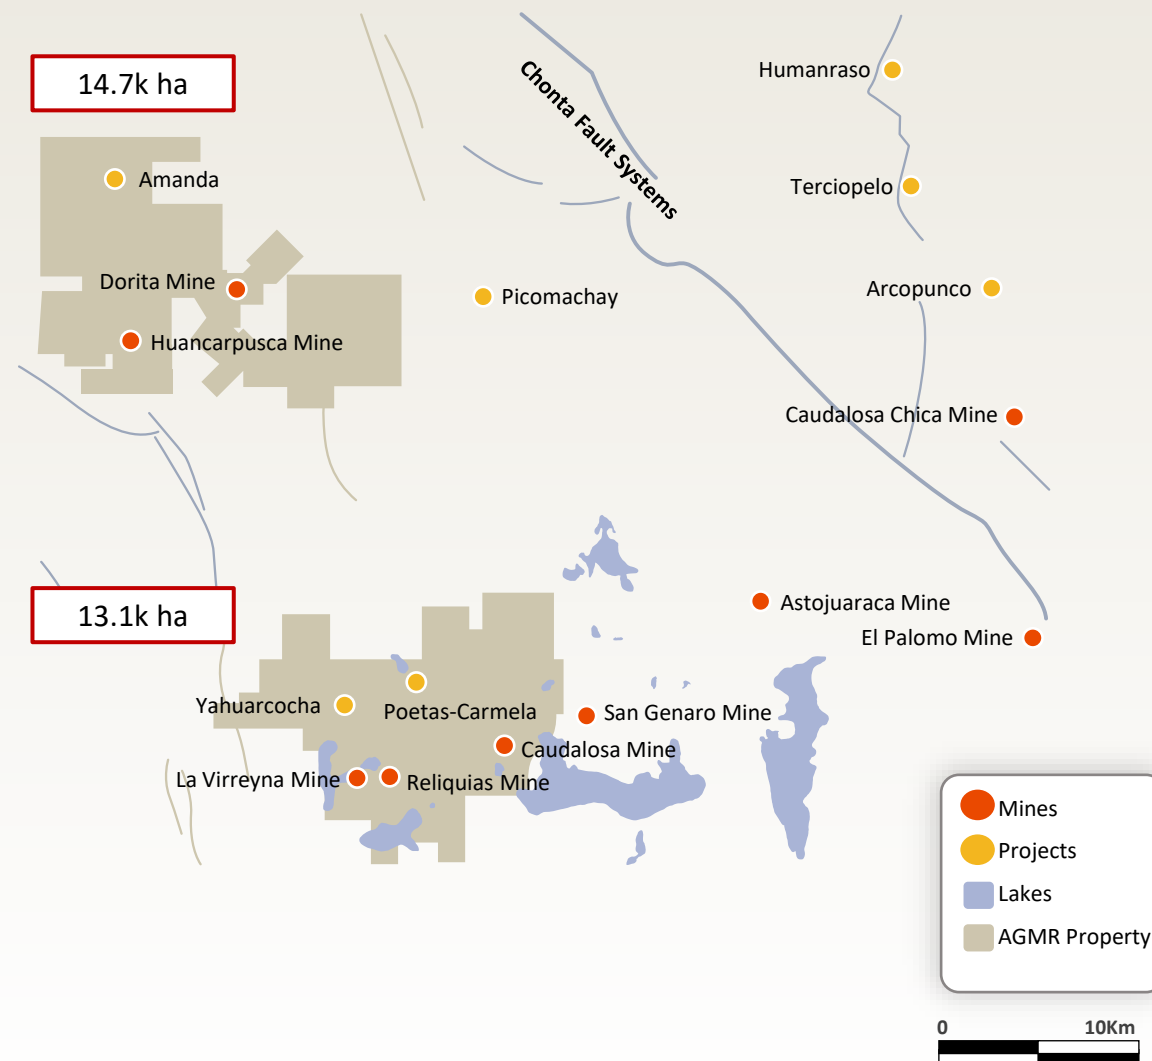 14.7k ha
Chonta Fault Systems
Humanraso
Amanda
Terciopelo
Dorita Mine
Picomachay
Arcopunco
Huancarpusca Mine
Caudalosa Chica Mine
13.1k ha
Astojuaraca Mine
El Palomo Mine
Yahuarcocha
Poetas-Carmela
San Genaro Mine
Caudalosa Mine
La Virreyna Mine
Reliquias Mine
Mines
Projects
Lakes
AGMR Property
0 10Km